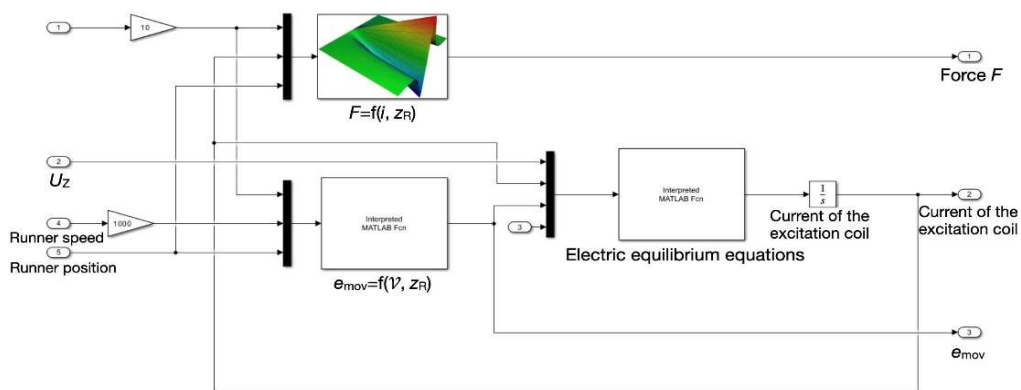 1
10
1
Force F
F=f(i, zR)
2
UZ
Interpreted
MATLAB Fcn
Interpreted
MATLAB Fcn
1
s
2
4
1000
3
Current of the
excitation coil
Current of the
excitation coil
Runner speed
5
Runner position
Electric equilibrium equations
emov=f(𝒱, zR)
3
emov